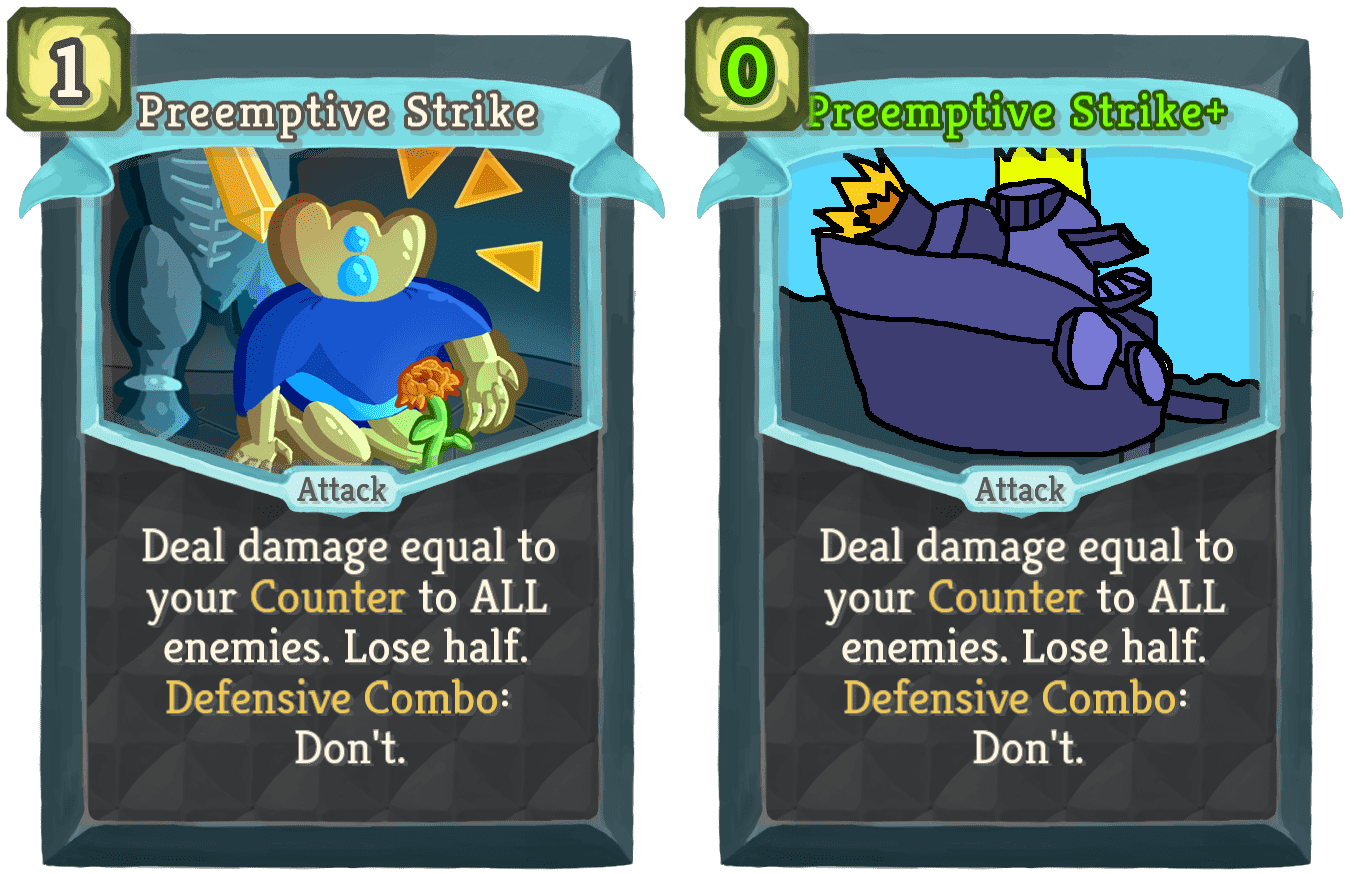 1
Preemptive Strike
Attack
Deal damage equal to
your Counter to ALL
enemies. Lose half.
Defensive Combo:
Don't.
0
Preemptive Strike+
Attack
Deal damage equal to
your Counter to ALL
enemies. Lose half.
Defensive Combo:
Don't.